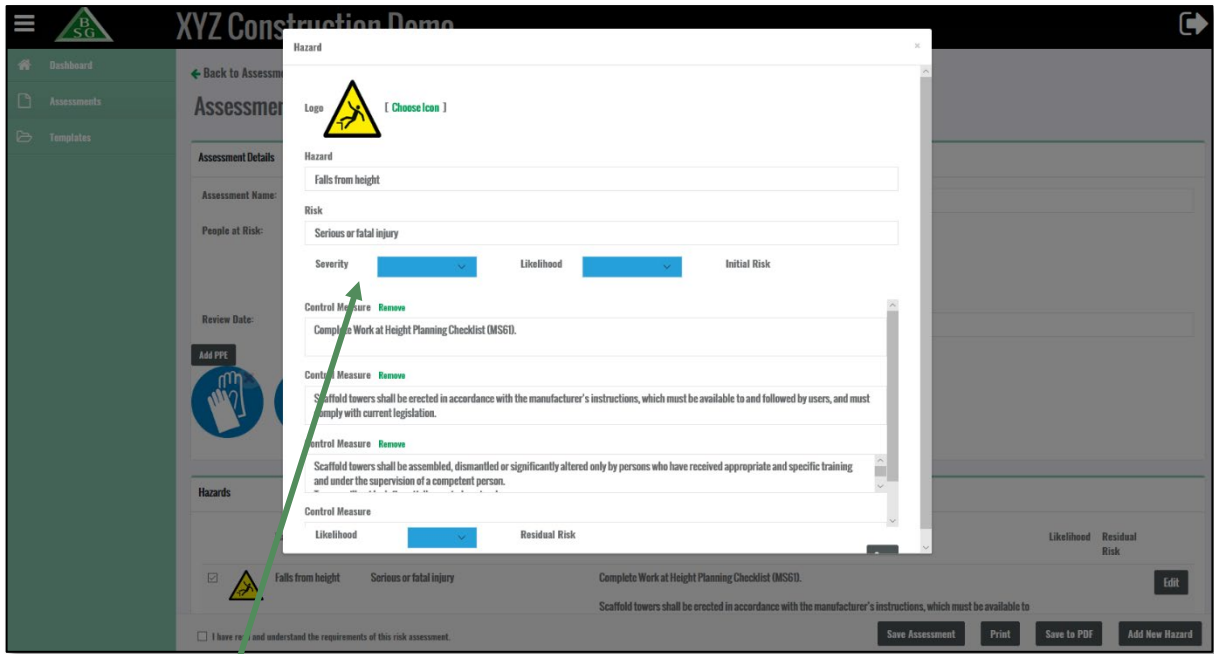 B
SG
XYZ Construction Demo
Dashboard
Assessments
Templates
Back to Assessme
Assessmen
Assessment Details
Assessment Name:
People at Risk:
Review Date:
Add PPE
Hazard
×
Logo
[ Choose Icon ]
Hazard
Falls from height
Risk
Serious or fatal injury
Severity Likelihood Initial Risk
Control Measure Remove
Complete Work at Height Planning Checklist (MS61).
Control Measure Remove
Scaffold towers shall be erected in accordance with the manufacturer's instructions, which must be available to and followed by users, and must
comply with current legislation.
Control Measure Remove
Scaffold towers shall be assembled, dismantled or significantly altered only by persons who have received appropriate and specific training
and under the supervision of a competent person.
Control Measure
Likelihood Residual Risk
Hazards
Likelihood Residual
Risk
Falls from height Serious or fatal injury Complete Work at Height Planning Checklist (MS61). Edit
Scaffold towers shall be erected in accordance with the manufacturer's instructions, which must be available to
I have read and understand the requirements of this risk assessment.
Save Assessment Print Save to PDF Add New Hazard